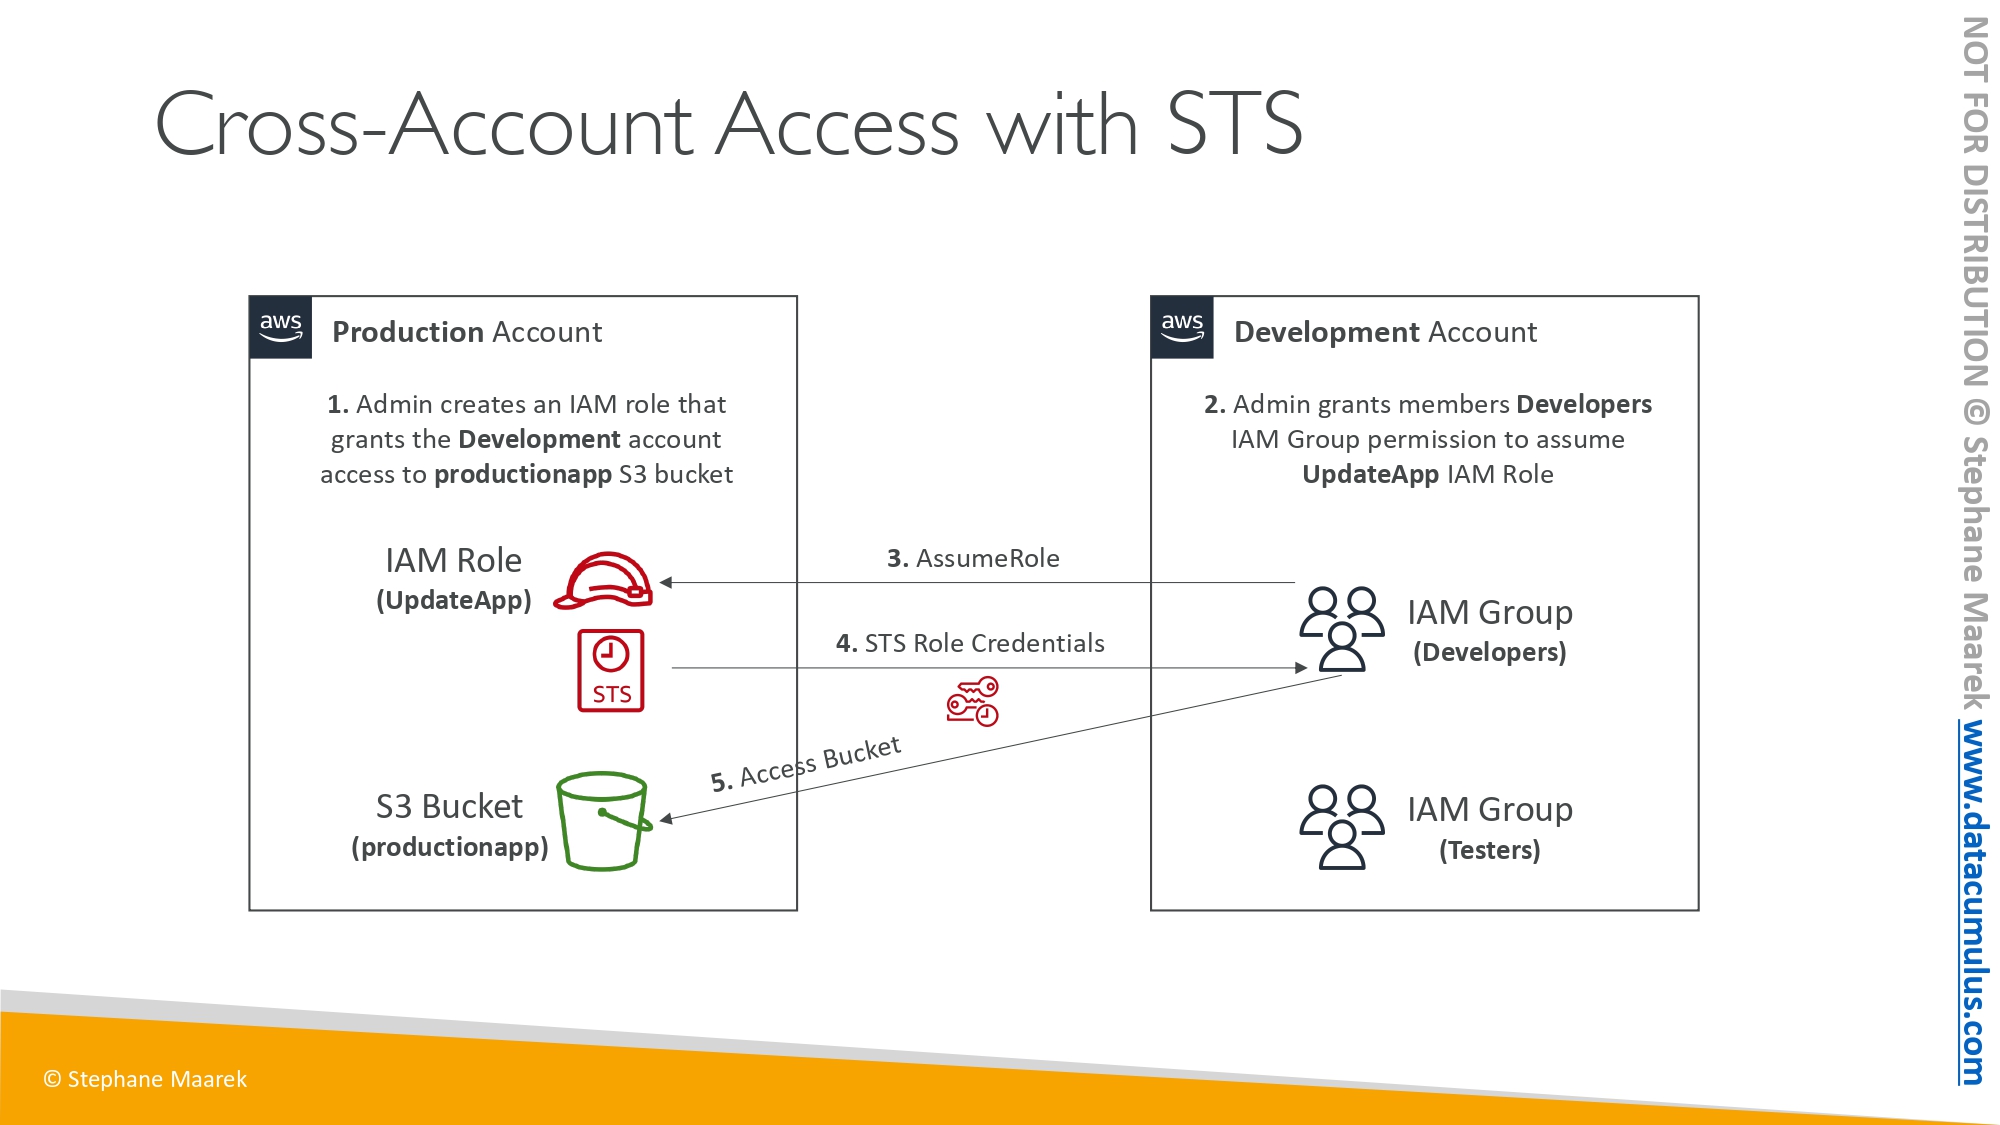 Cross-Account Access with STS
aws
Production Account
1. Admin creates an IAM role that
grants the Development account
access to productionapp S3 bucket
IAM Role
(UpdateApp)
STS
S3 Bucket
(productionapp)
3. AssumeRole
4. STS Role Credentials
5. Access Bucket
aws
Development Account
2. Admin grants members Developers
IAM Group permission to assume
UpdateApp IAM Role
IAM Group
(Developers)
IAM Group
(Testers)
© Stephane Maarek
NOT FOR DISTRIBUTION © Stephane Maarek www.datacumulus.com